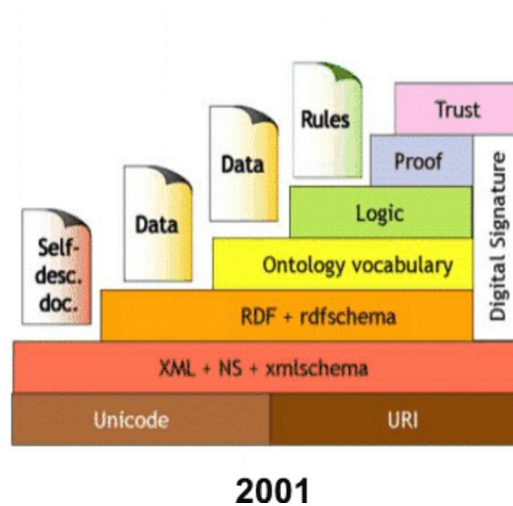 Trust
Rules
Proof
Data
Logic
Data
Self-
desc.
doc.
Ontology vocabulary
Digital Signature
RDF + rdfschema
XML + NS + xmlschema
Unicode
URI
2001